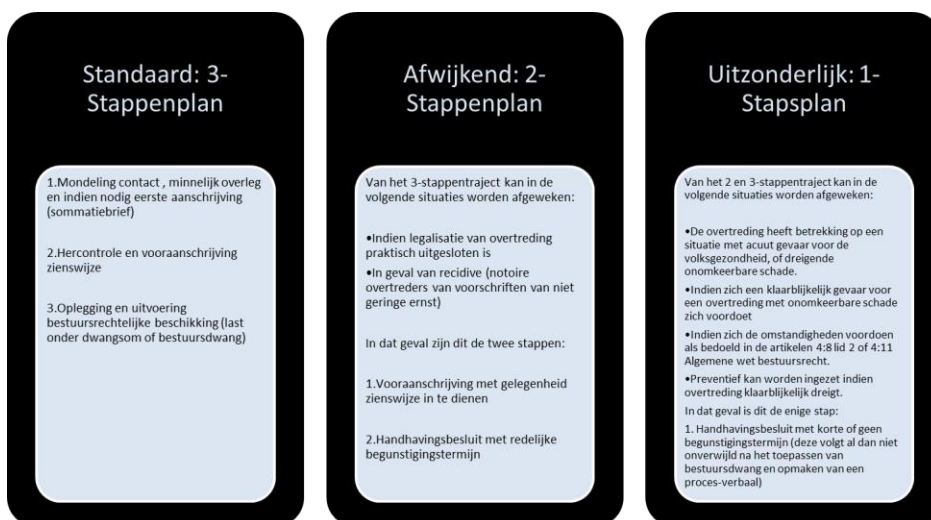 Standaard: 3-
Stappenplan
1.Mondeling contact , minnelijk overleg
en indien nodig eerste aanschrijving
(sommatiebrief)
2.Hercontrole en vooraanschrijving
zienswijze
3.Oplegging en uitvoering
bestuursrechtelijke beschikking (last
onder dwangsom of bestuursdwang)
Afwijkend: 2-
Stappenplan
Van het 3-stappentraject kan in de
volgende situaties worden afgeweken:
•Indien legalisatie van overtreding
praktisch uitgesloten is
•In geval van recidive (notoire
overtreders van voorschriften van niet
geringe ernst)
In dat geval zijn dit de twee stappen:
1.Vooraanschrijving met gelegenheid
zienswijze in te dienen
2.Handhavingsbesluit met redelijke
begunstigingstermijn
Uitzonderlijk: 1-
Stapsplan
Van het 2 en 3-stappentraject kan in de
volgende situaties worden afgeweken:
•De overtreding heeft betrekking op een
situatie met acuut gevaar voor de
volksgezondheid, of dreigende
onomkeerbare schade.
•Indien zich een klaarblijkelijk gevaar voor
een overtreding met onomkeerbare schade
zich voordoet
•Indien zich de omstandigheden voordoen
als bedoeld in de artikelen 4:8 lid 2 of 4:11
Algemene wet bestuursrecht.
•Preventief kan worden ingezet indien
overtreding klaarblijkelijk dreigt.
In dat geval is dit de enige stap:
1. Handhavingsbesluit met korte of geen
begunstigingstermijn (deze volgt al dan niet
onverwijld na het toepassen van
bestuursdwang en opmaken van een
proces-verbaal)